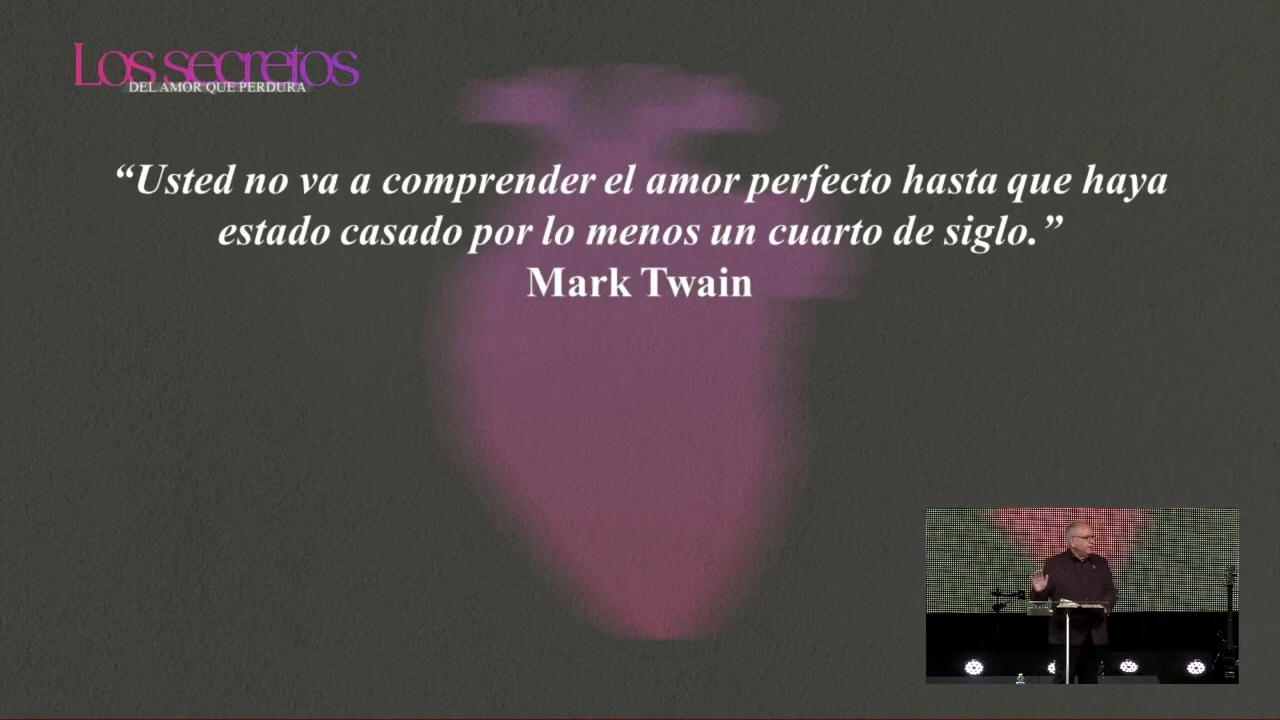 Los secretos
DEL AMOR QUE PERDURA
“Usted no va a comprender el amor perfecto hasta que haya
estado casado por lo menos un cuarto de siglo.”
Mark Twain